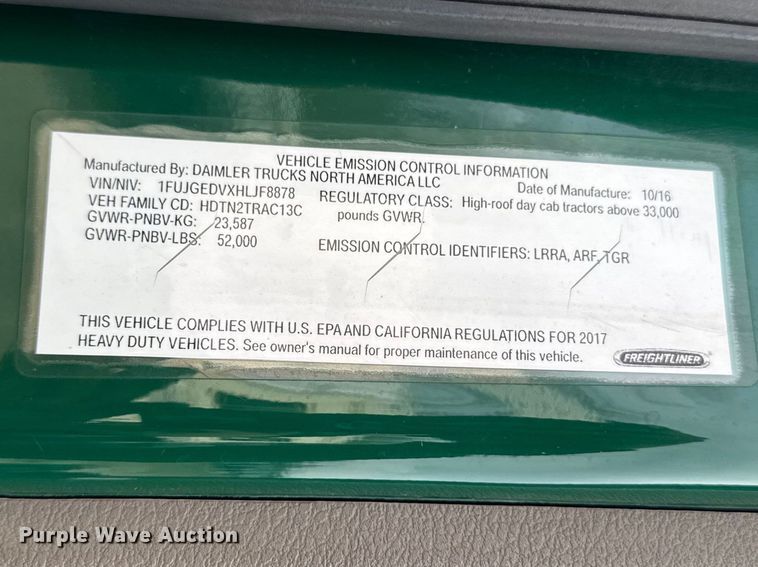 VEHICLE EMISSION CONTROL INFORMATION
Manufactured By: DAIMLER TRUCKS NORTH AMERICA LLC
Date of Manufacture: 10/16
VIN/NIV: 1FUJGEDVXHLJF8878
REGULATORY CLASS: High-roof day cab tractors above 33,000
pounds GVWR.
VEH FAMILY CD: HDTN2TRAC13C
GVWR-PNBV-KG: 23,587
GVWR-PNBV-LBS: 52,000
EMISSION CONTROL IDENTIFIERS: LRRA, ARF, TGR
THIS VEHICLE COMPLIES WITH U.S. EPA AND CALIFORNIA REGULATIONS FOR 2017
HEAVY DUTY VEHICLES. See owner's manual for proper maintenance of this vehicle.
FREIGHTLINER
Purple Wave Auction